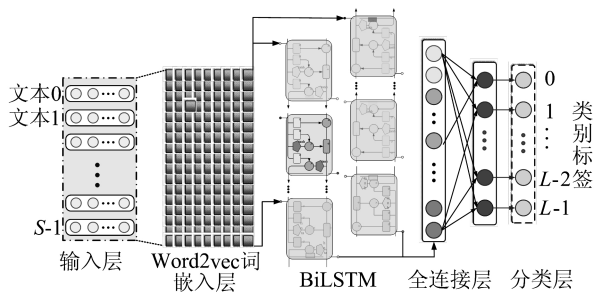 文本0
文本1
S-1
输入层
Word2vec词
嵌入层
BiLSTM
全连接层
分类层
0
1
L-2
L-1
类别标签